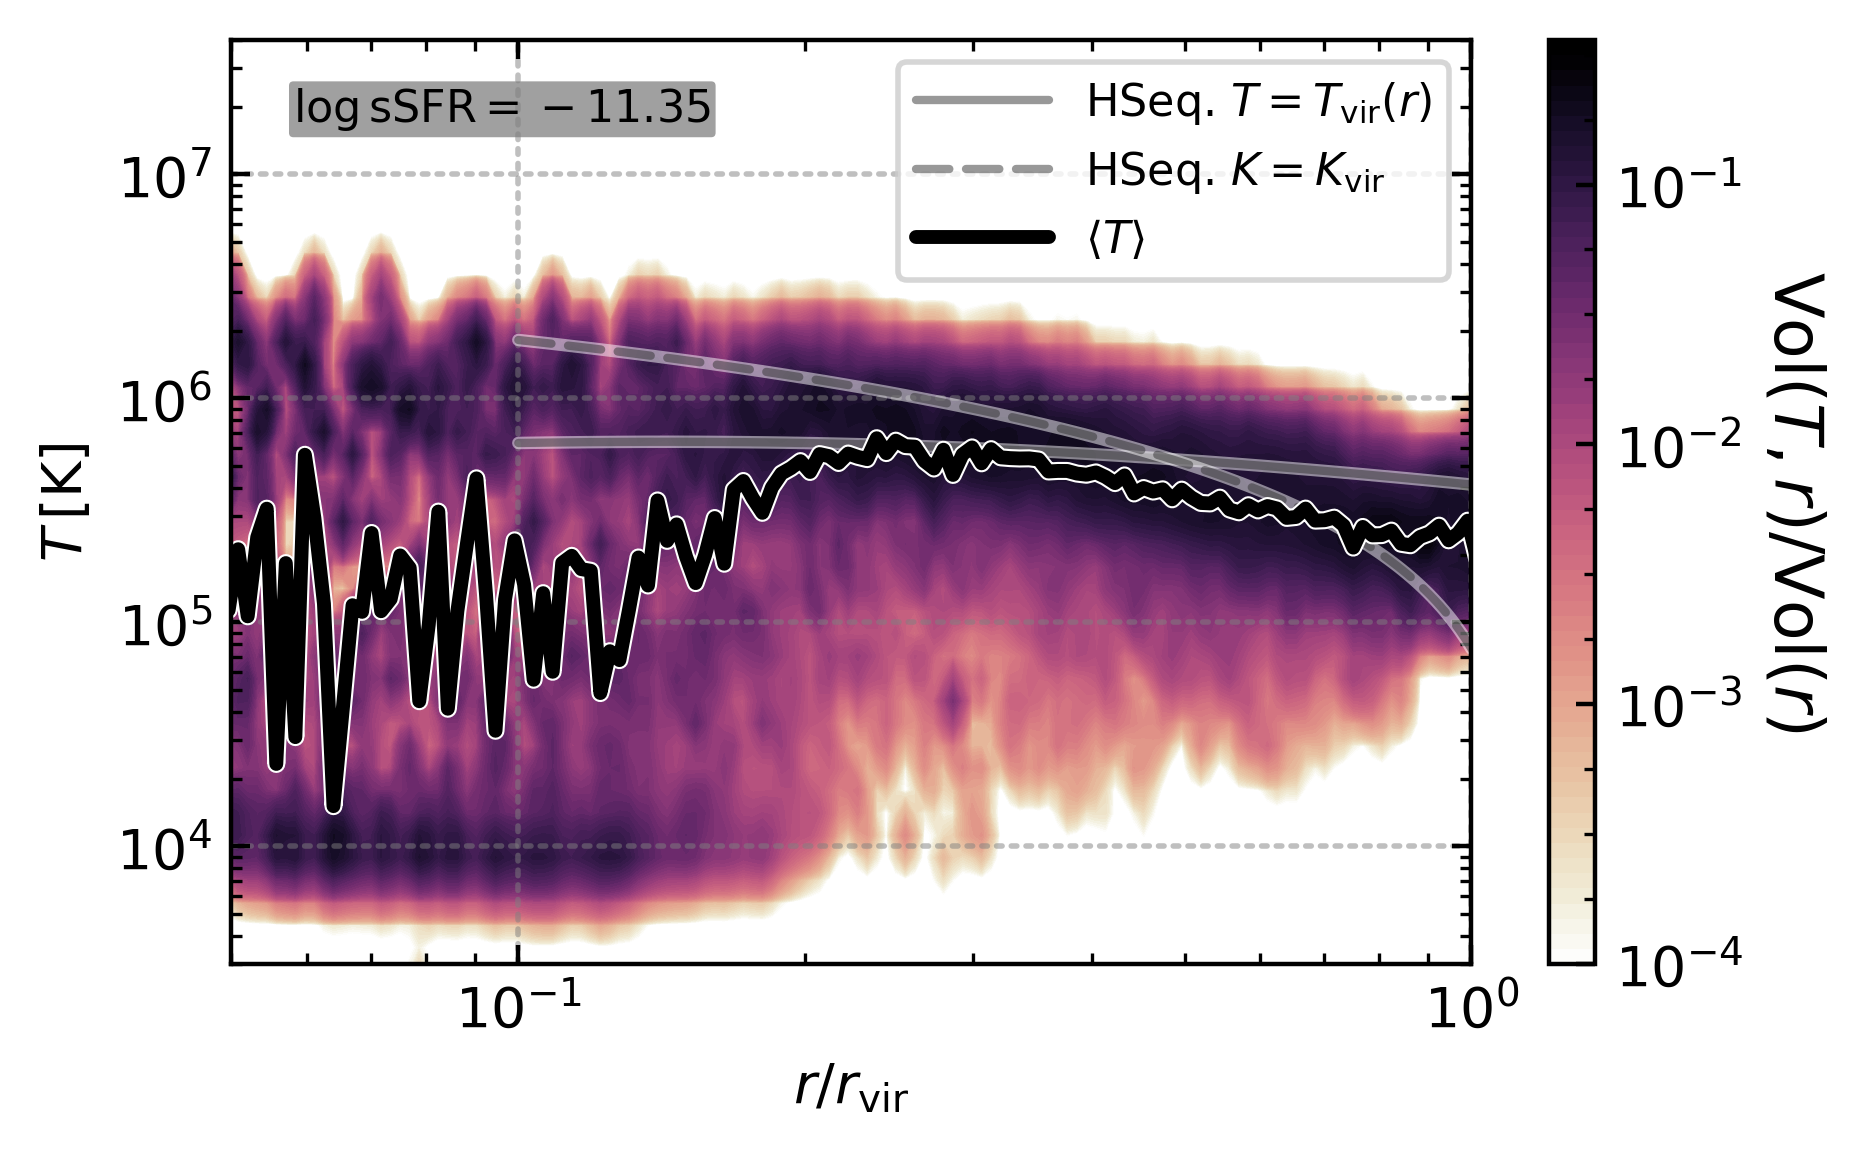 log sSFR = −11.35
HSeq. T = T_vir(r)
HSeq. K = K_vir
⟨T⟩
10^7
10^6
10^5
10^4
T [K]
10^−1
10^0
r/r_vir
10^−1
10^−2
10^−3
10^−4
Vol(T, r)/Vol(r)